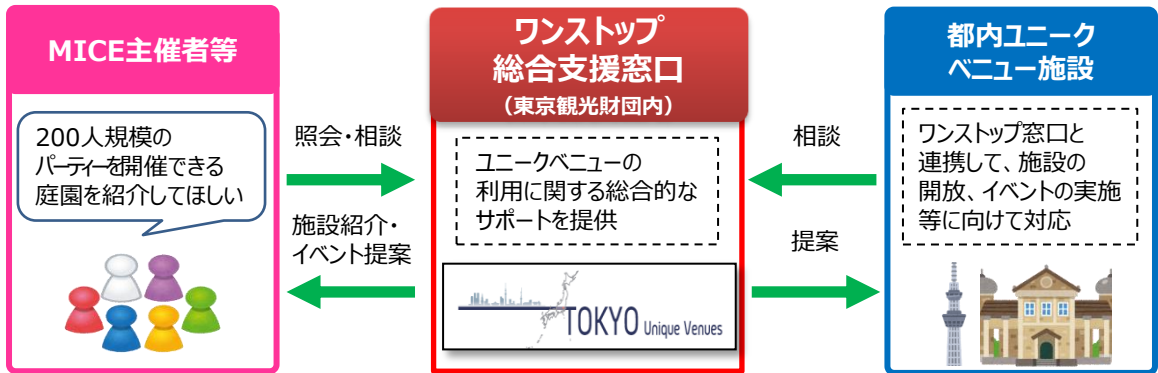 MICE主催者等
200人規模の
パーティーを開催できる
庭園を紹介してほしい
照会・相談
施設紹介・
イベント提案
ワンストップ
総合支援窓口
（東京観光財団内）
ユニークベニューの
利用に関する総合的な
サポートを提供
TOKYO Unique Venues
相談
提案
都内ユニーク
ベニュー施設
ワンストップ窓口と
連携して、施設の
開放、イベントの実施
等に向けて対応